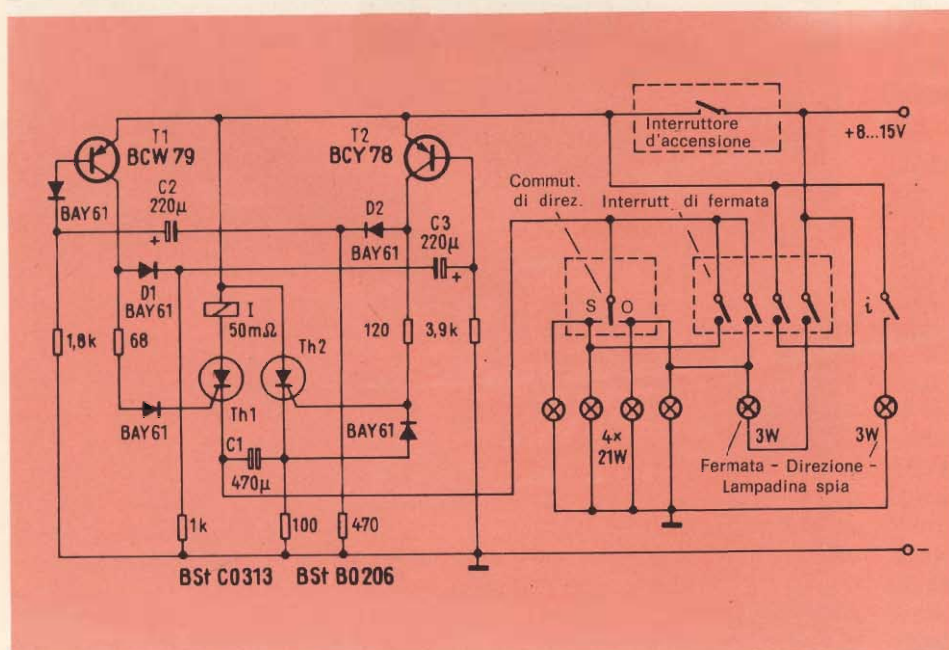 T1
BCW 79
T2
BCY 78
Interruttore
d'accensione
+8...15V
BAY61
C2
220µ
+
D2
BAY61
C3
220µ
+
Commut.
di direz.
Interrutt. di fermata
D1
BAY61
S O
i
I
50mΩ
1,8k
68
Th2
120
3,9k
Th1
BAY61
C1
470µ
BAY61
4×
21W
3W
3W
Fermata - Direzione -
Lampadina spia
1k
100
470
-
BSt C0313 BSt B0206